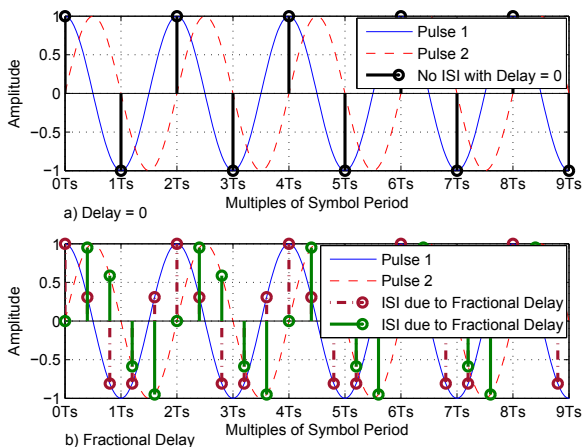 1
0.5
0
−0.5
−1
Amplitude
Pulse 1
Pulse 2
No ISI with Delay = 0
0Ts 1Ts 2Ts 3Ts 4Ts 5Ts 6Ts 7Ts 8Ts 9Ts
Multiples of Symbol Period
a) Delay = 0
1
0.5
0
−0.5
−1
Amplitude
Pulse 1
Pulse 2
ISI due to Fractional Delay
ISI due to Fractional Delay
0Ts 1Ts 2Ts 3Ts 4Ts 5Ts 6Ts 7Ts 8Ts 9Ts
Multiples of Symbol Period
b) Fractional Delay